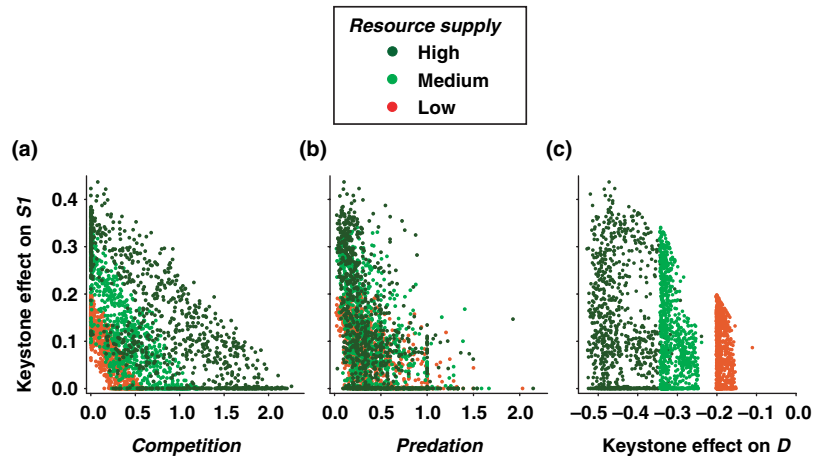 Resource supply
High
Medium
Low
(a)
(b)
(c)
Keystone effect on S1
0.4
0.3
0.2
0.1
0.0
0.0 0.5 1.0 1.5 2.0
0.0 0.5 1.0 1.5 2.0
−0.5 −0.4 −0.3 −0.2 −0.1 0.0
Competition
Predation
Keystone effect on D